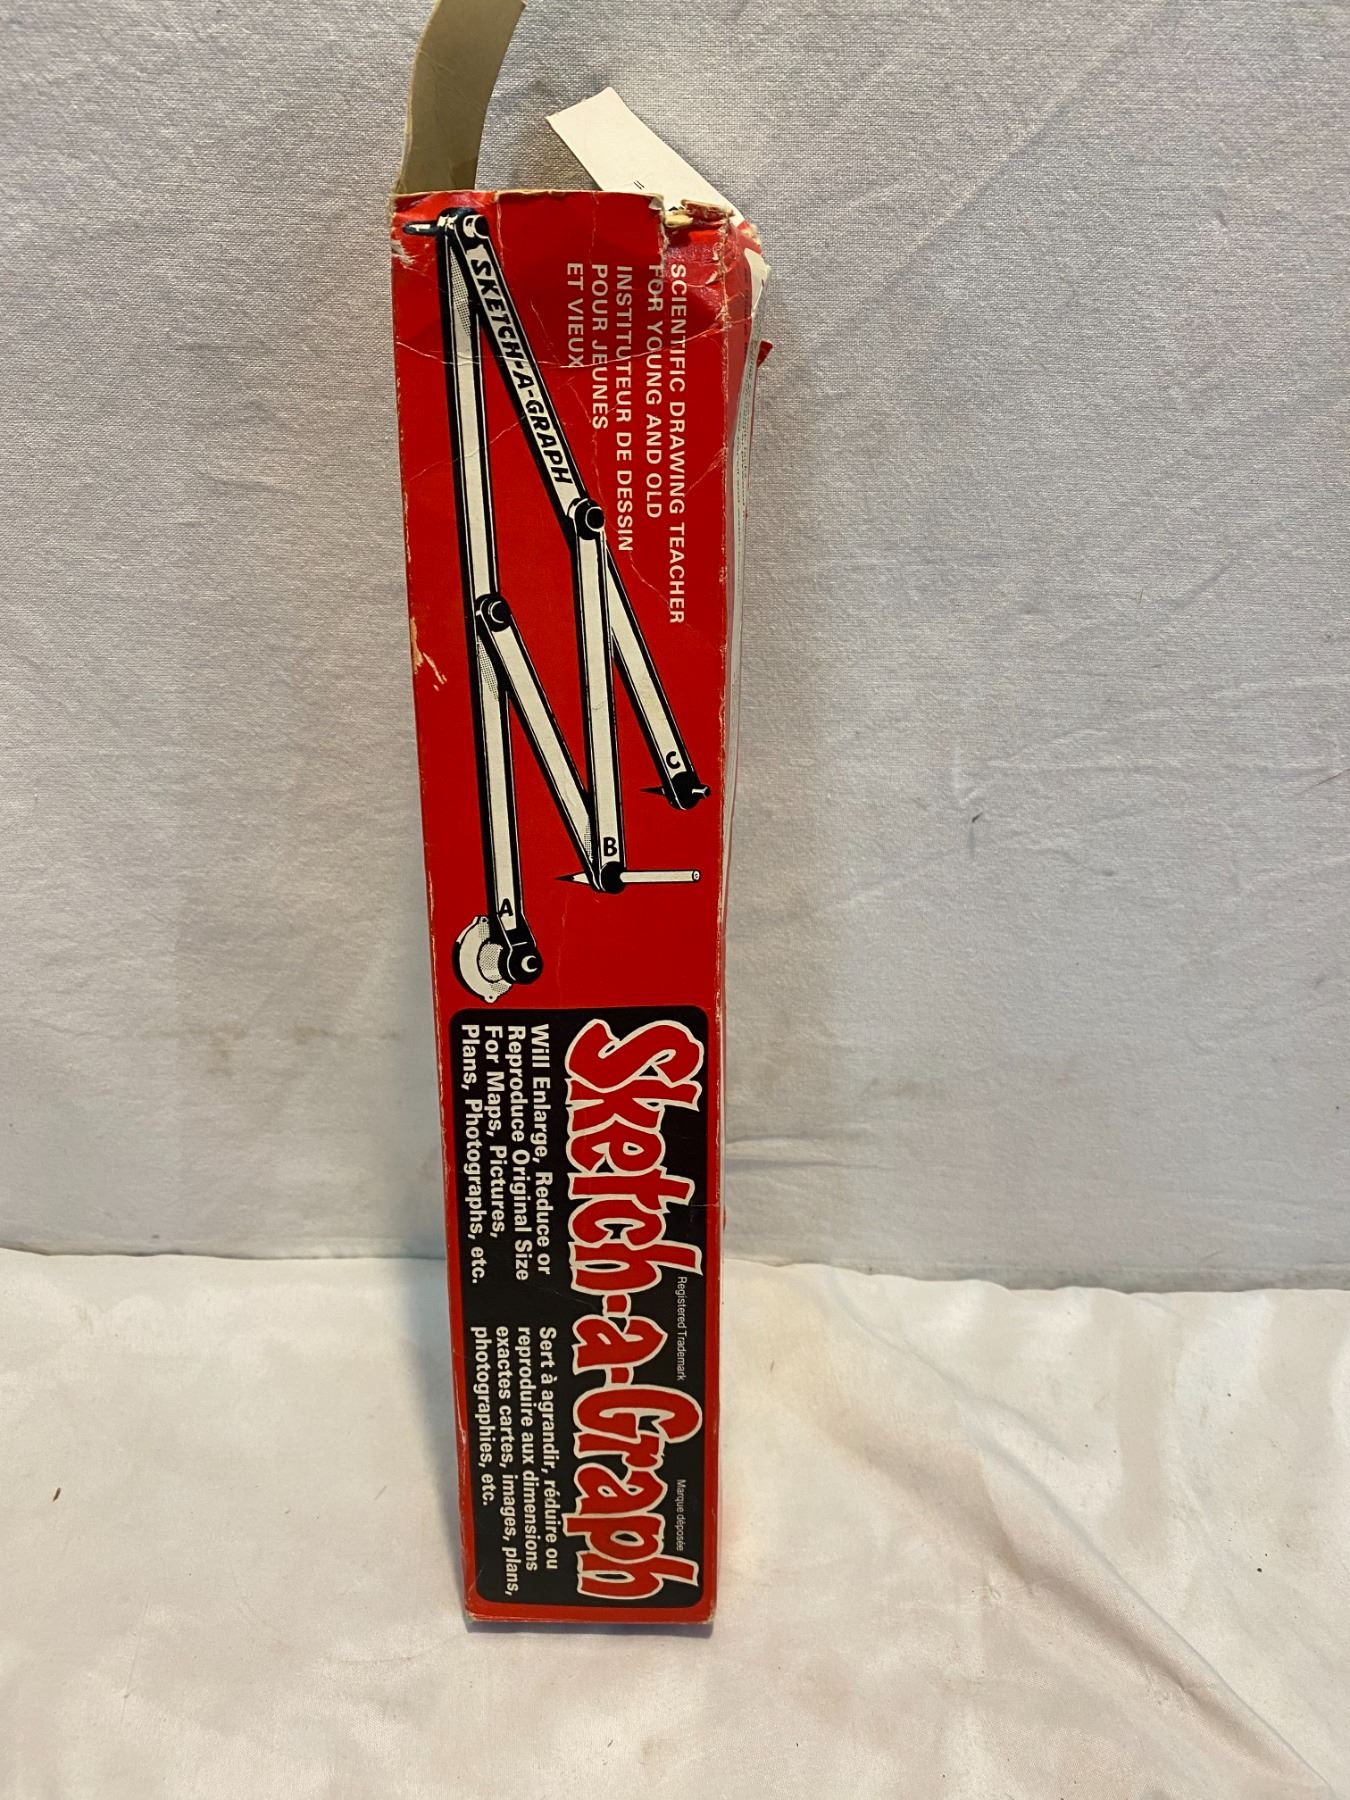 SCIENTIFIC DRAWING TEACHER
FOR YOUNG AND OLD
INSTITUTEUR DE DESSIN
POUR JEUNES
ET VIEUX
SKETCH-A-GRAPH
C
B
A
Registered Trademark
Marque déposée
Sketch-a-Graph
Will Enlarge, Reduce or
Reproduce Original Size
For Maps, Pictures,
Plans, Photographs, etc.
Sert à agrandir, réduire ou
reproduire aux dimensions
exactes cartes, images, plans,
photographies, etc.